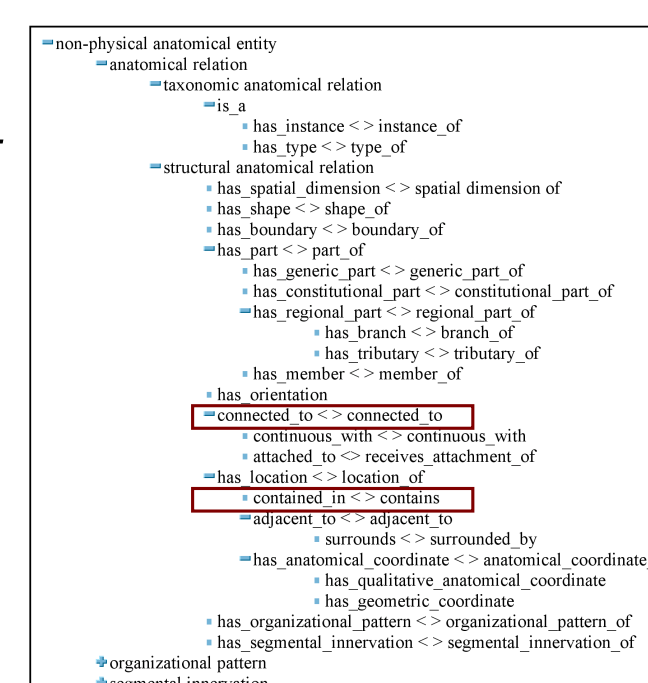 non-physical anatomical entity
anatomical relation
taxonomic anatomical relation
is_a
has_instance < > instance_of
has_type < > type_of
structural anatomical relation
has_spatial_dimension < > spatial dimension of
has_shape < > shape_of
has_boundary < > boundary_of
has_part < > part_of
has_generic_part < > generic_part_of
has_constitutional_part < > constitutional_part_of
has_regional_part < > regional_part_of
has_branch < > branch_of
has_tributary < > tributary_of
has_member < > member_of
has_orientation
connected_to < > connected_to
continuous_with < > continuous_with
attached_to <> receives_attachment_of
has_location < > location_of
contained_in < > contains
adjacent_to < > adjacent_to
surrounds < > surrounded_by
has_anatomical_coordinate < > anatomical_coordinate_
has_qualitative_anatomical_coordinate
has_geometric_coordinate
has_organizational_pattern < > organizational_pattern_of
has_segmental_innervation < > segmental_innervation_of
organizational pattern
segmental innervation